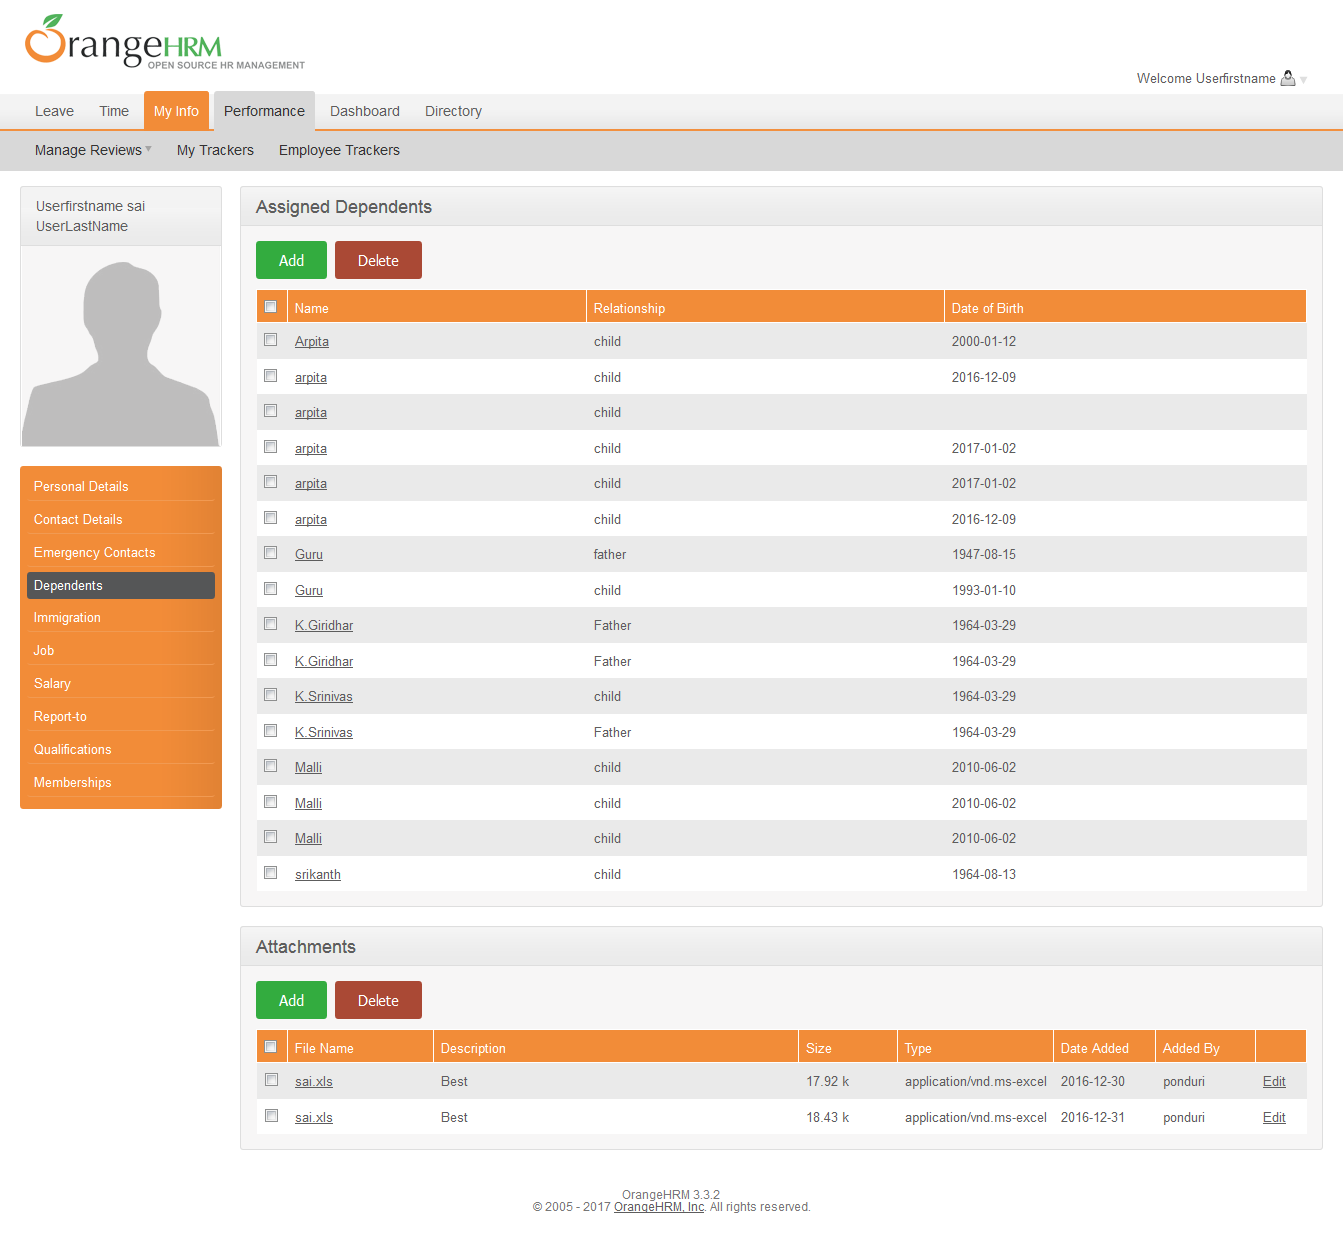 OrangeHRM
OPEN SOURCE HR MANAGEMENT
Welcome Userfirstname
Leave Time My Info Performance Dashboard Directory
Manage Reviews My Trackers Employee Trackers
Userfirstname sai
UserLastName
Personal Details
Contact Details
Emergency Contacts
Dependents
Immigration
Job
Salary
Report-to
Qualifications
Memberships
Assigned Dependents
Add Delete
Name Relationship Date of Birth
Arpita child 2000-01-12
arpita child 2016-12-09
arpita child
arpita child 2017-01-02
arpita child 2017-01-02
arpita child 2016-12-09
Guru father 1947-08-15
Guru child 1993-01-10
K.Giridhar Father 1964-03-29
K.Giridhar Father 1964-03-29
K.Srinivas child 1964-03-29
K.Srinivas Father 1964-03-29
Malli child 2010-06-02
Malli child 2010-06-02
Malli child 2010-06-02
srikanth child 1964-08-13
Attachments
Add Delete
File Name Description Size Type Date Added Added By
sai.xls Best 17.92 k application/vnd.ms-excel 2016-12-30 ponduri Edit
sai.xls Best 18.43 k application/vnd.ms-excel 2016-12-31 ponduri Edit
OrangeHRM 3.3.2
© 2005 - 2017 OrangeHRM, Inc. All rights reserved.